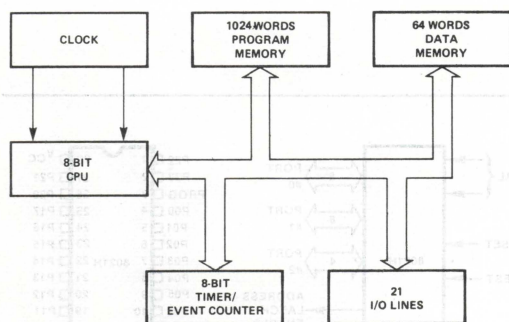 CLOCK
1024-WORDS
PROGRAM
MEMORY
64 WORDS
DATA
MEMORY
8-BIT
CPU
8-BIT
TIMER/
EVENT COUNTER
21
I/O LINES